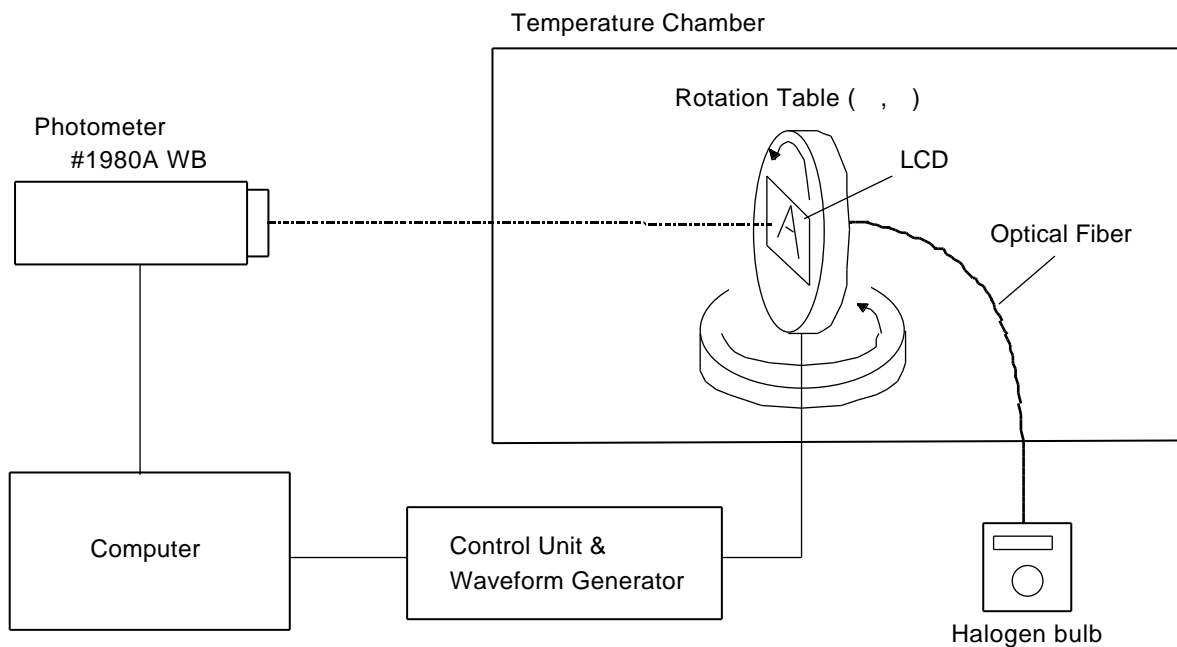 Temperature Chamber
Rotation Table ( , )
Photometer
#1980A WB
LCD
A
Optical Fiber
Computer
Control Unit &
Waveform Generator
Halogen bulb